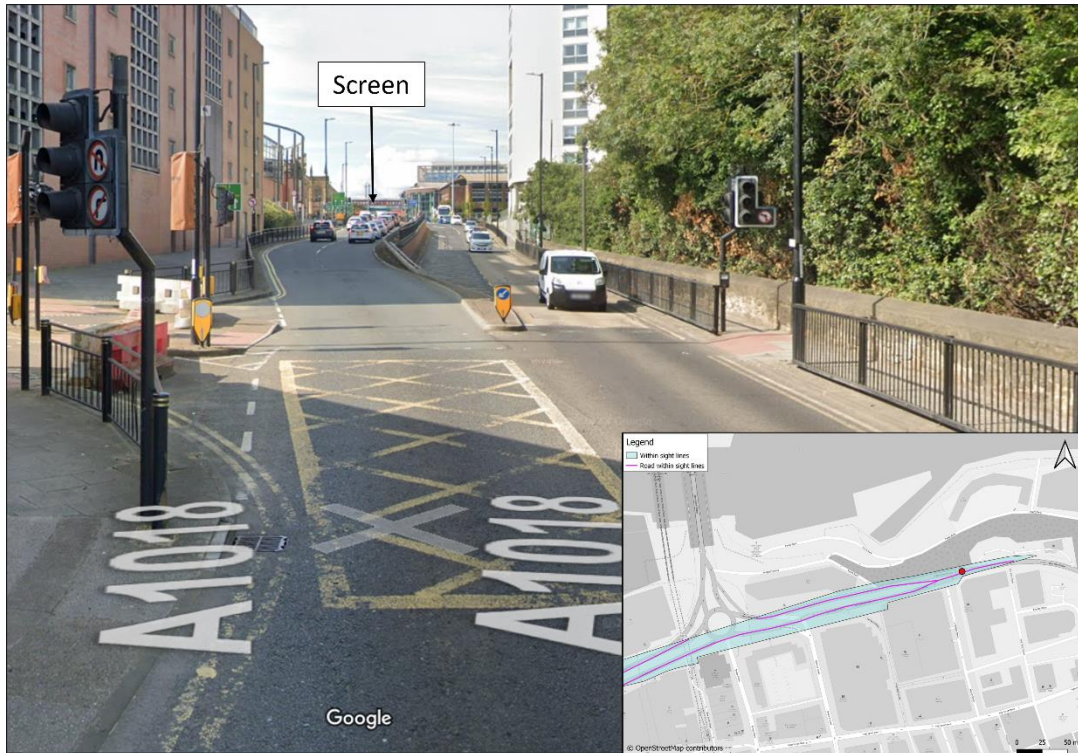 Screen
A1018
A1018
Google
Legend
Within sight lines
Road within sight lines
© OpenStreetMap contributors
0 25 50 m